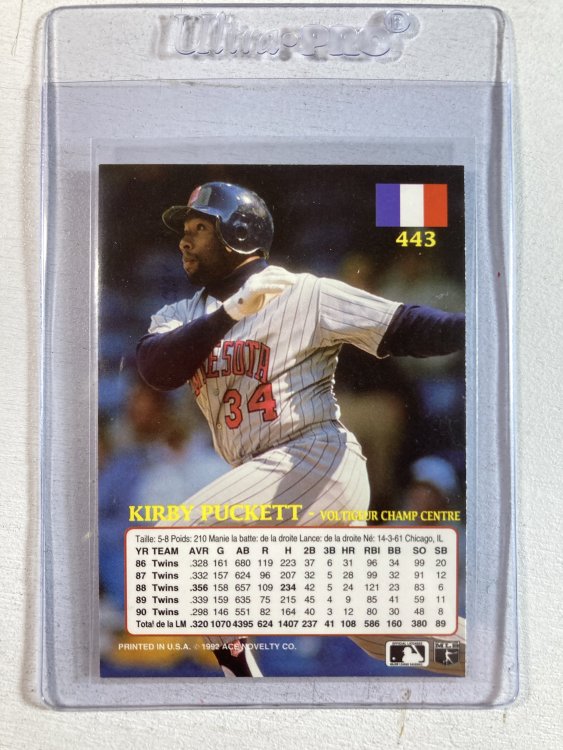 Ultra·PRO®
443
MINNESOTA
34
KIRBY PUCKETT - VOLTIGEUR CHAMP CENTRE
Taille: 5-8 Poids: 210 Manie la batte: de la droite Lance: de la droite Né: 14-3-61 Chicago, IL
YR TEAM AVR G AB R H 2B 3B HR RBI BB SO SB
86 Twins .328 161 680 119 223 37 6 31 96 34 99 20
87 Twins .332 157 624 96 207 32 5 28 99 32 91 12
88 Twins .356 158 657 109 234 42 5 24 121 23 83 6
89 Twins .339 159 635 75 215 45 4 9 85 41 59 11
90 Twins .298 146 551 82 164 40 3 12 80 30 48 8
Total de la LM .320 1070 4395 624 1407 237 41 108 586 160 380 89
PRINTED IN U.S.A. ©1992 ACE NOVELTY CO.